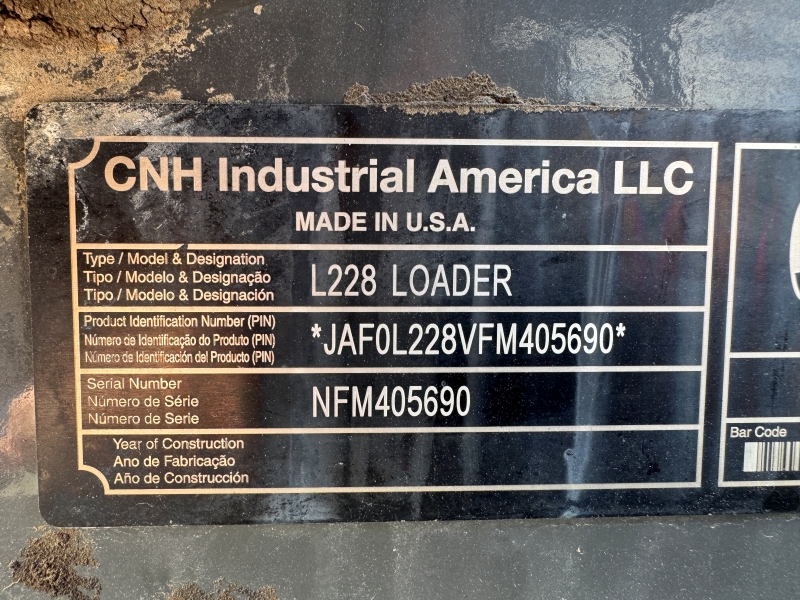 CNH Industrial America LLC
MADE IN U.S.A.
Type / Model & Designation
Tipo / Modelo & Designação
Tipo / Modelo & Designación
L228 LOADER
Product Identification Number (PIN)
Número de Identificação do Produto (PIN)
Número de Identificación del Producto (PIN)
*JAF0L228VFM405690*
Serial Number
Número de Série
Número de Serie
NFM405690
Year of Construction
Ano de Fabricação
Año de Construcción
Bar Code